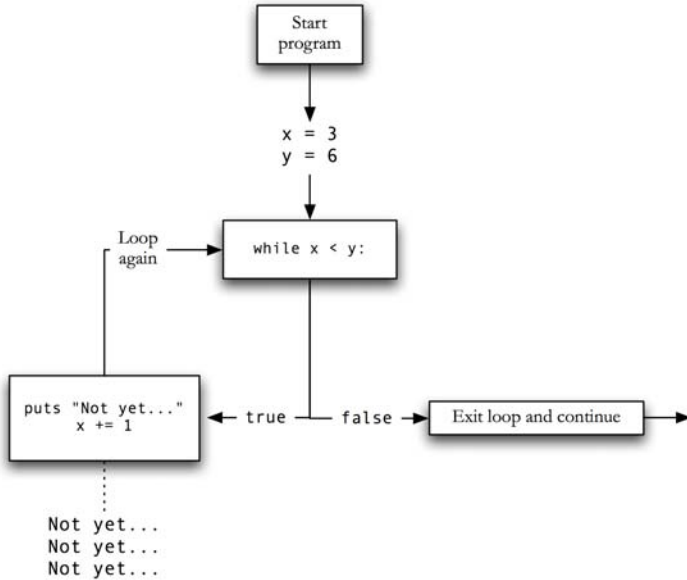 Start
program
x = 3
y = 6
while x < y:
Loop
again
puts "Not yet..."
x += 1
true
false
Exit loop and continue
Not yet...
Not yet...
Not yet...